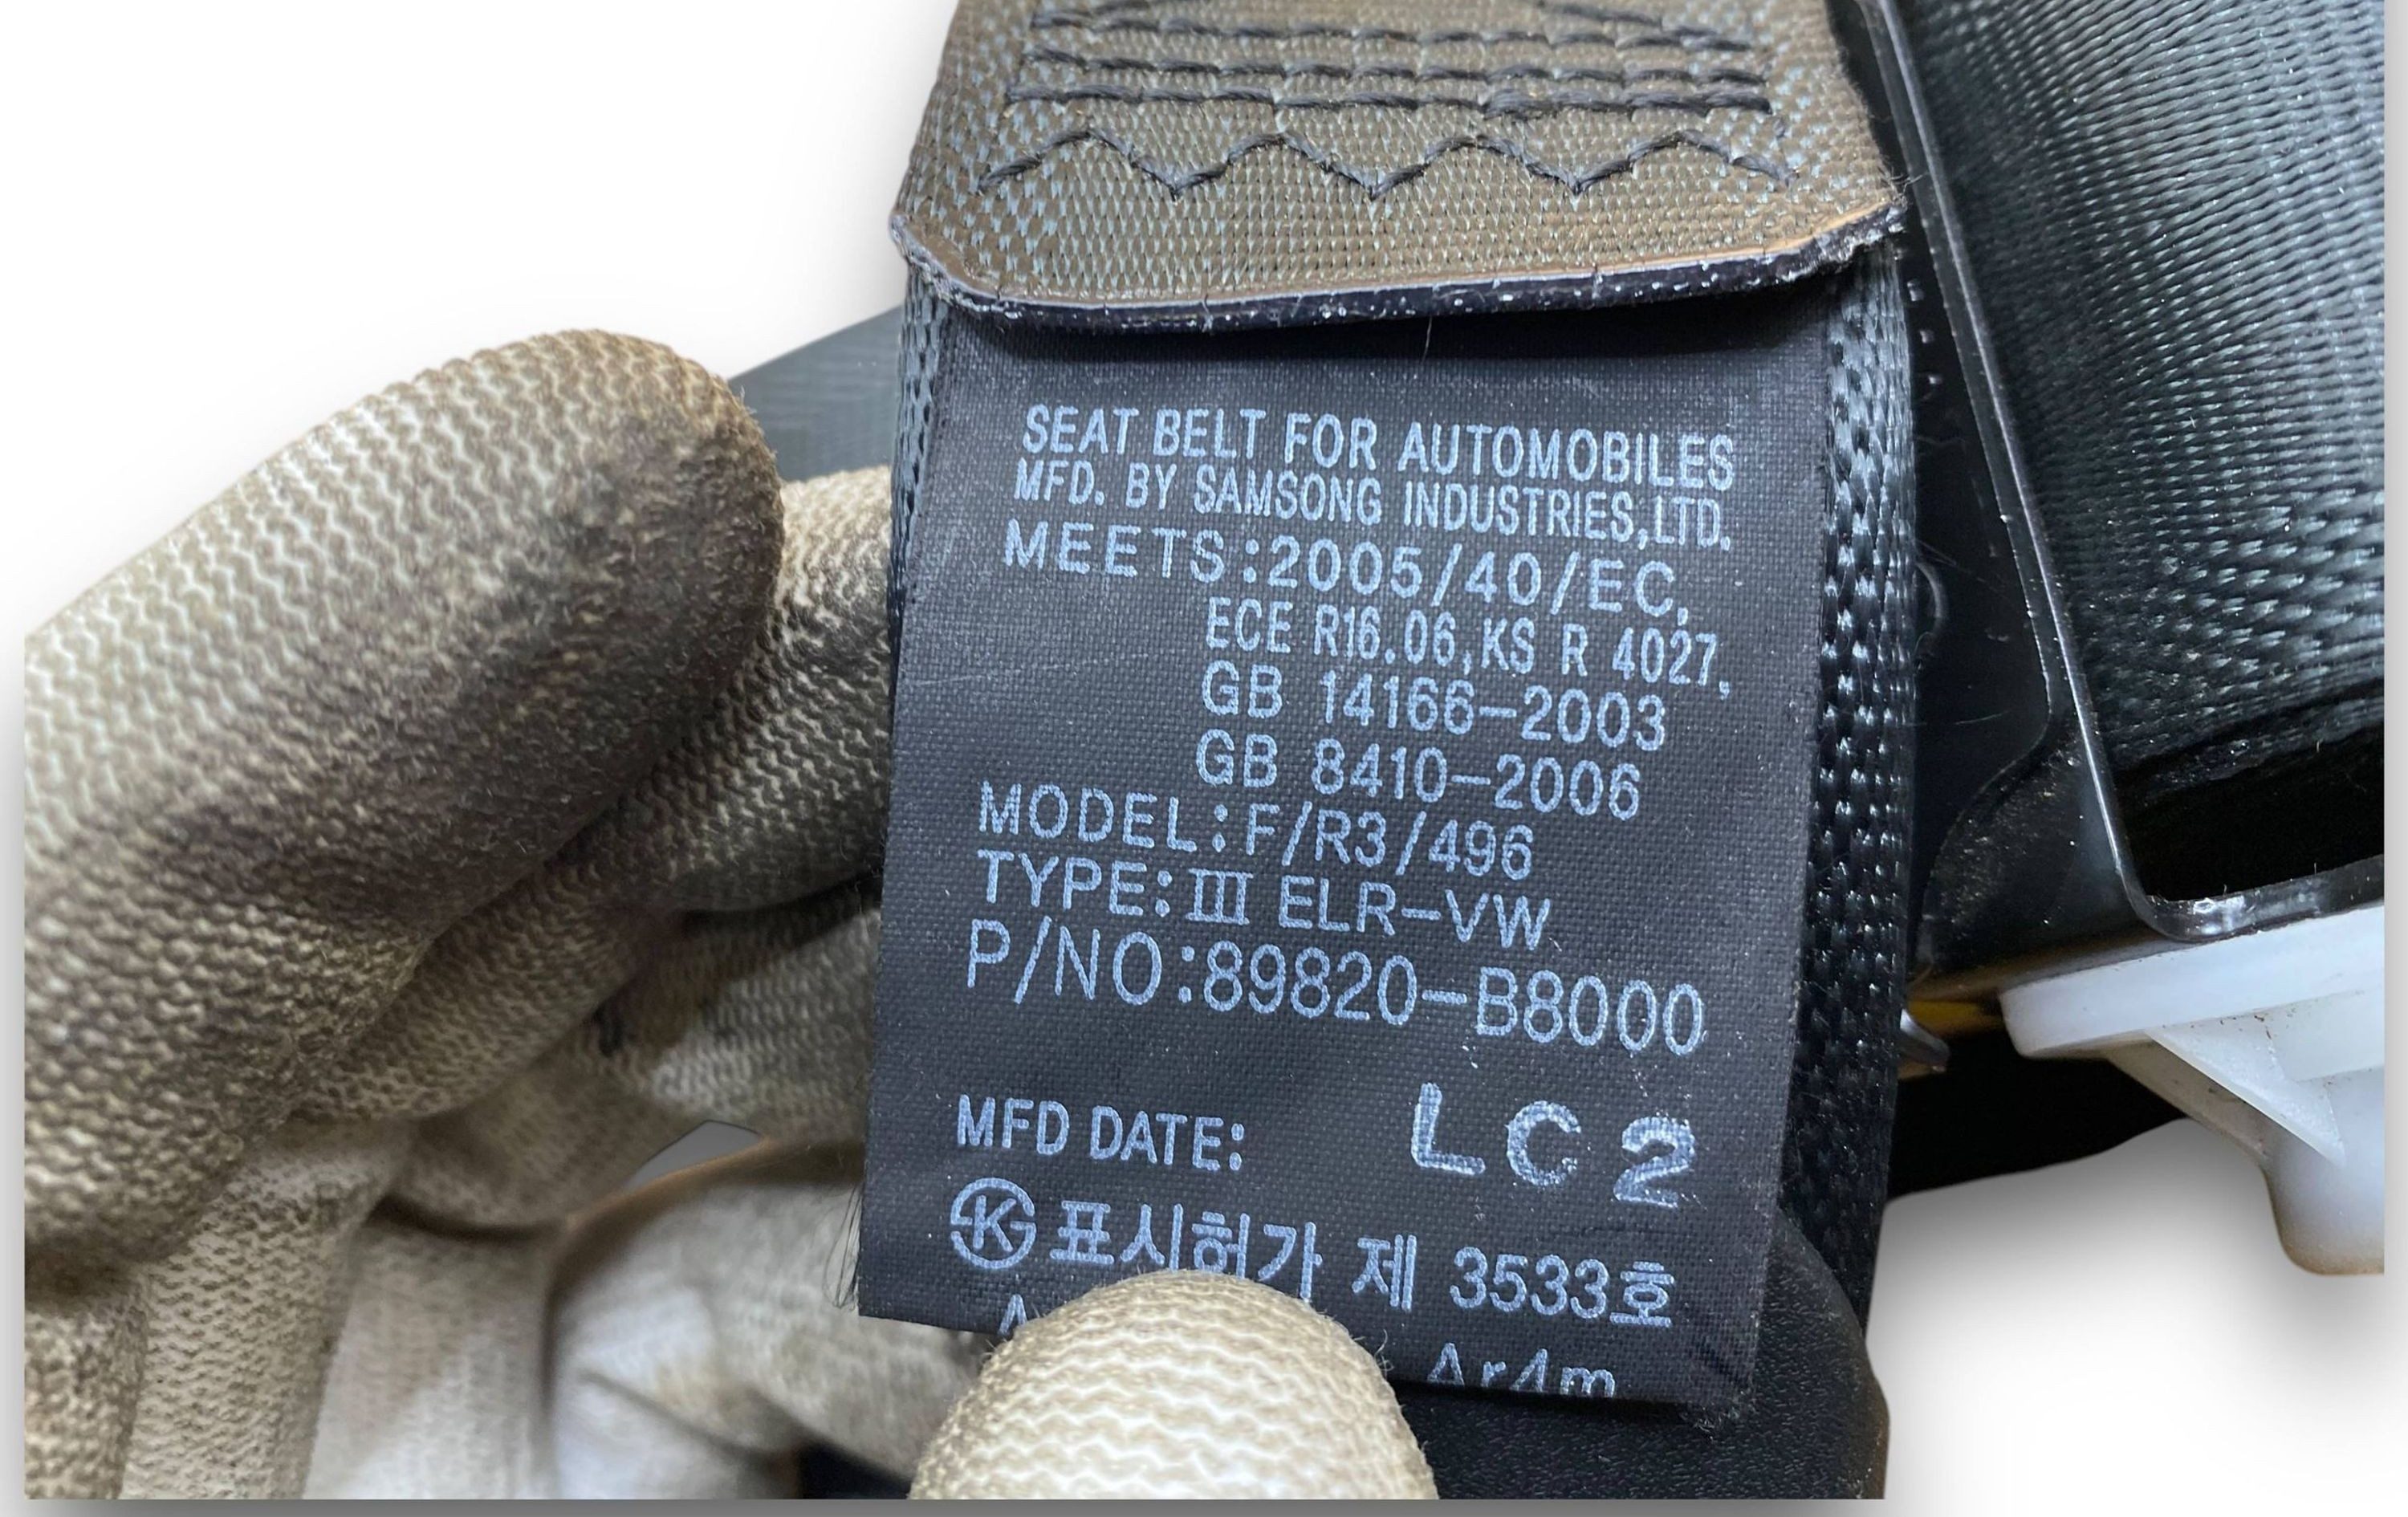 SEAT BELT FOR AUTOMOBILES
MFD. BY SAMSONG INDUSTRIES,LTD.
MEETS:2005/40/EC,
ECE R16.06,KS R 4027,
GB 14166-2003
GB 8410-2006
MODEL:F/R3/496
TYPE:III ELR-VW
P/NO:89820-B8000
MFD DATE: LC2
표시허가 제 3533호
Ar4m